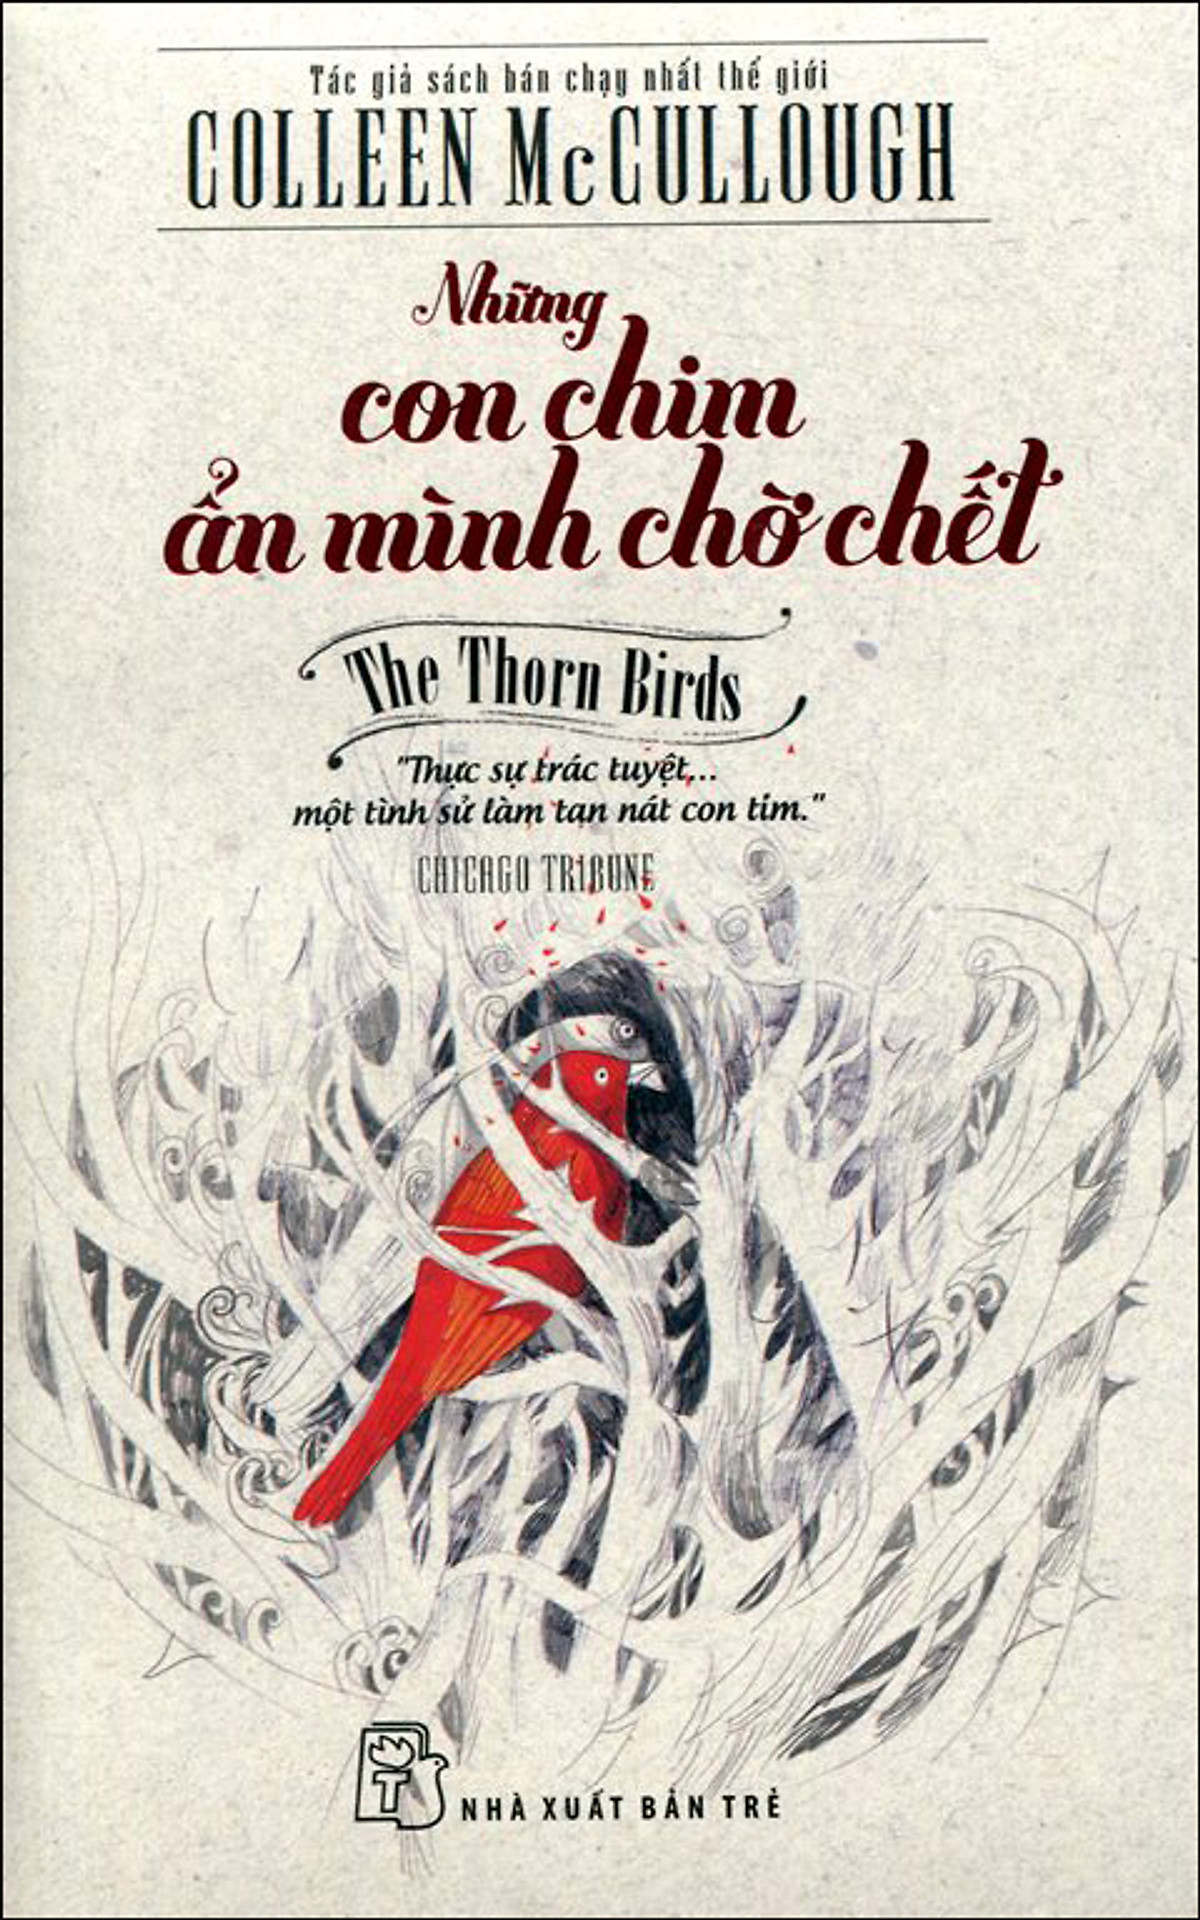 Tác giả sách bán chạy nhất thế giới
COLLEEN McCULLOUGH
Những
con chim
ẩn mình chờ chết
The Thorn Birds
"Thực sự trác tuyệt...
một tình sử làm tan nát con tim."
CHICAGO TRIBUNE
T
NHÀ XUẤT BẢN TRẺ